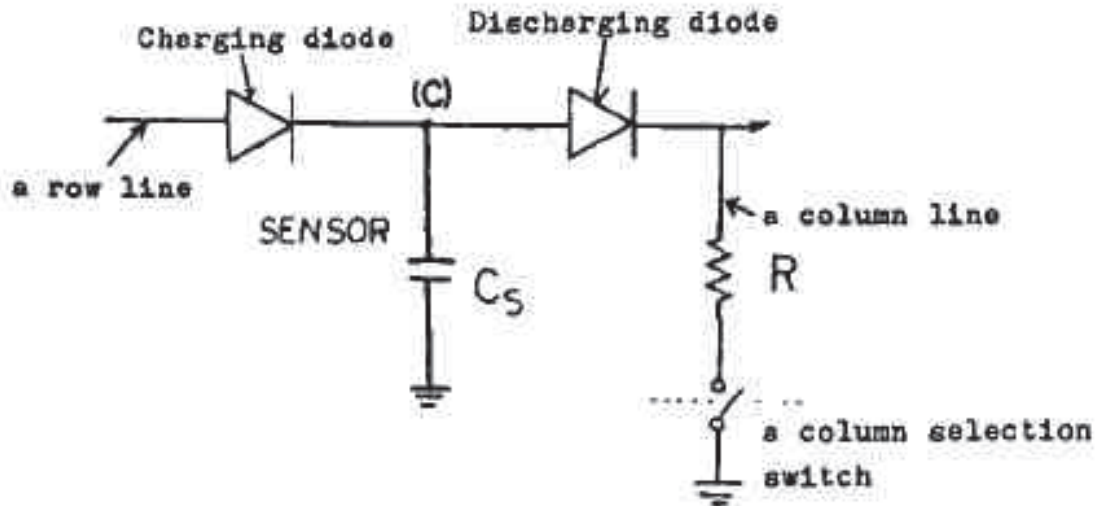 Charging diode
Discharging diode
(C)
a row line
a column line
SENSOR
R
Cs
a column selection
switch